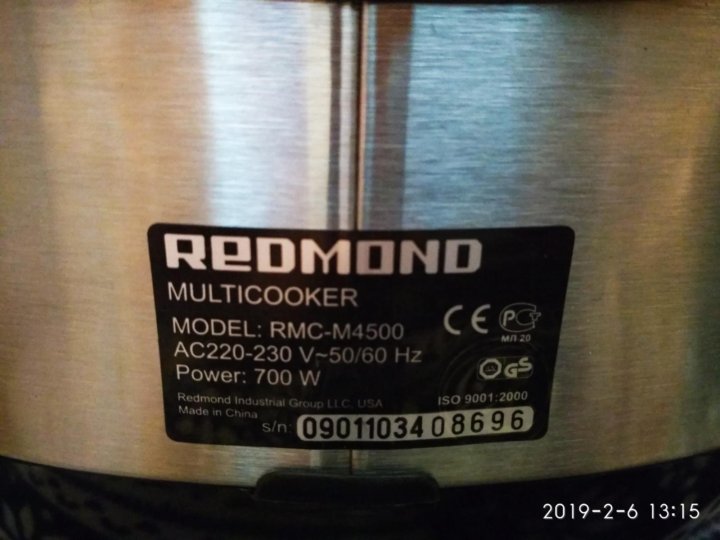 REDMOND
MULTICOOKER
MODEL: RMC-M4500
AC220-230 V~50/60 Hz
Power: 700 W
CE РСТ
МЛ 20
GS
Redmond Industrial Group LLC, USA
Made in China
ISO 9001:2000
s/n: 0901103408696
2019-2-6 13:15